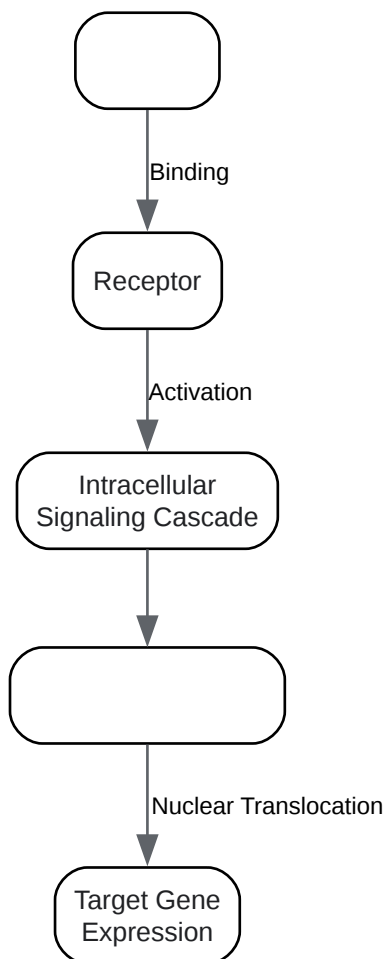 Binding
Receptor
Activation
Intracellular
Signaling Cascade
Nuclear Translocation
Target Gene
Expression